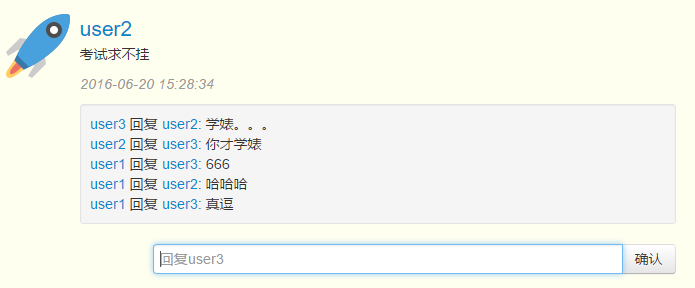 user2
考试求不挂
2016-06-20 15:28:34
user3 回复 user2: 学婊。。。
user2 回复 user3: 你才学婊
user1 回复 user3: 666
user1 回复 user2: 哈哈哈
user1 回复 user3: 真逗
回复user3 确认